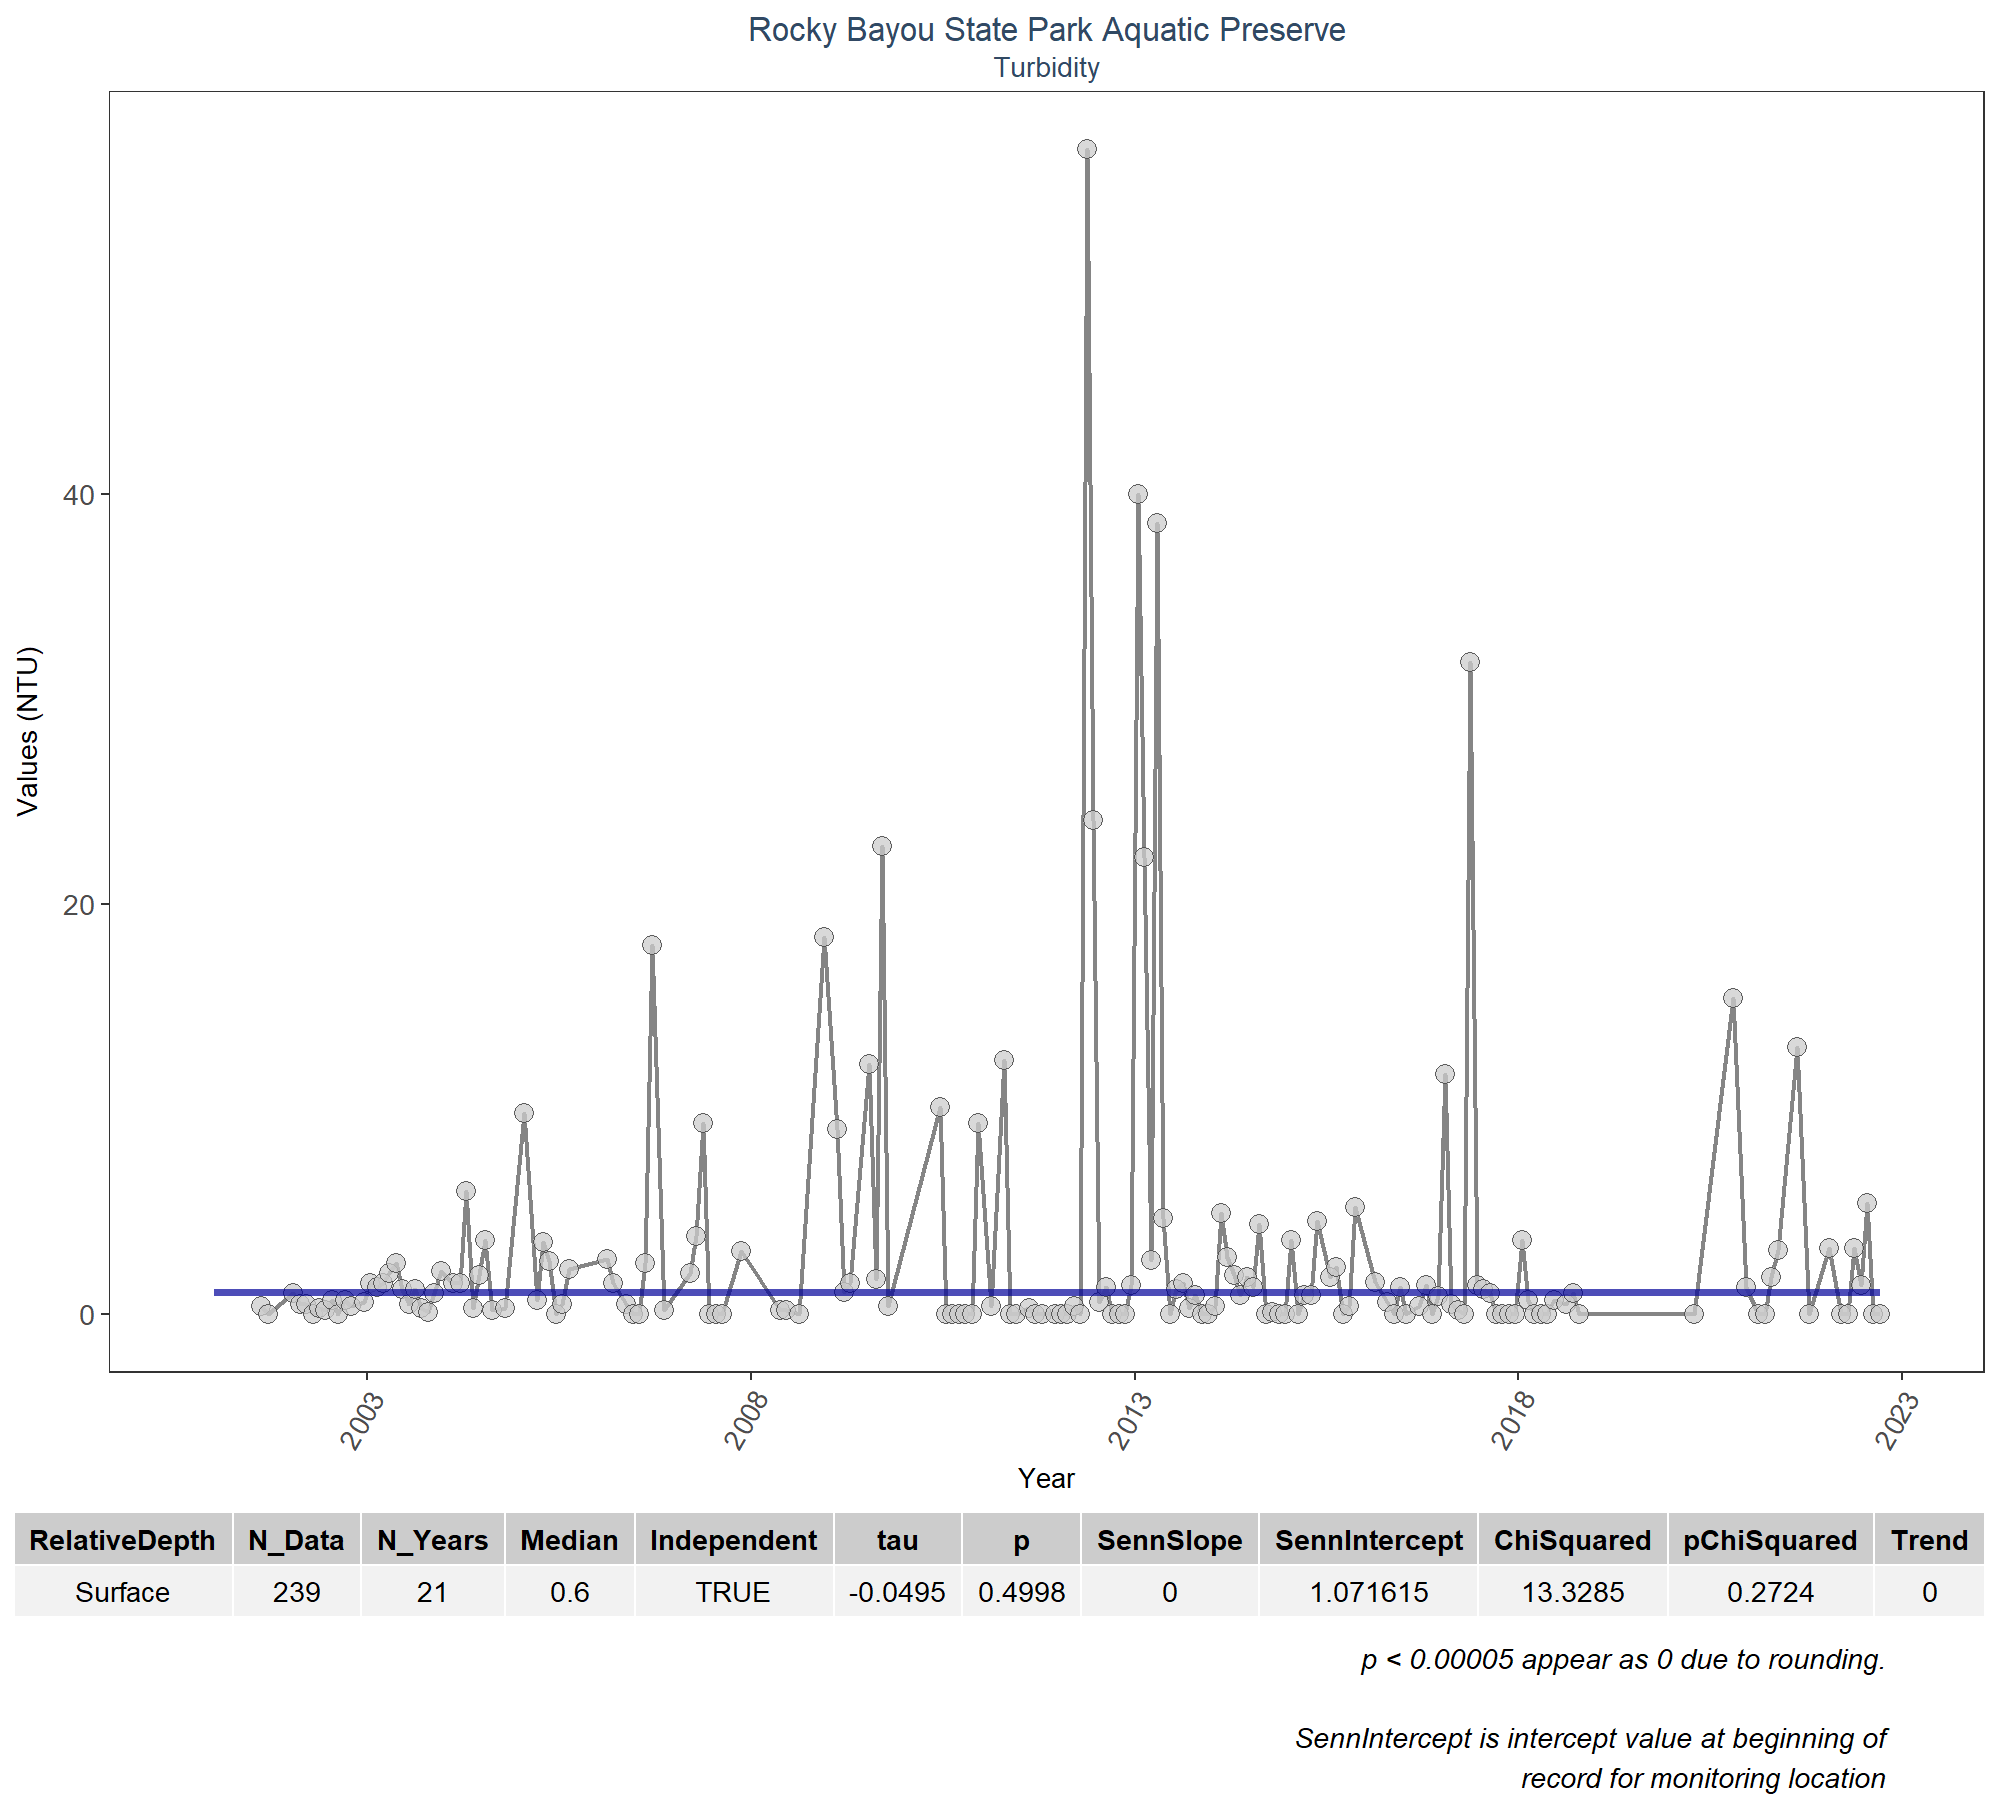 Rocky Bayou State Park Aquatic Preserve
Turbidity
Values (NTU)
40
20
0
2003 2008 2013 2018 2023
Year
RelativeDepth N_Data N_Years Median Independent tau p SennSlope SennIntercept ChiSquared pChiSquared Trend
Surface 239 21 0.6 TRUE -0.0495 0.4998 0 1.071615 13.3285 0.2724 0
p < 0.00005 appear as 0 due to rounding.
SennIntercept is intercept value at beginning of
record for monitoring location